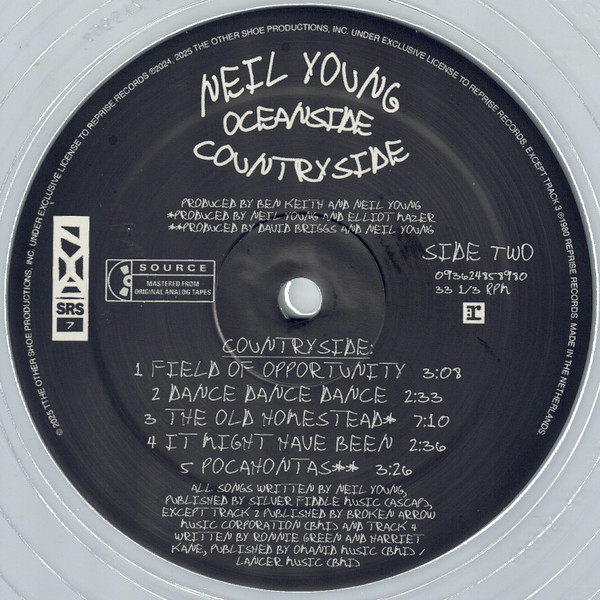 ℗2025 THE OTHER SHOE PRODUCTIONS, INC. UNDER EXCLUSIVE LICENSE TO REPRISE RECORDS ℗2024, 2025 THE OTHER SHOE PRODUCTIONS, INC. UNDER EXCLUSIVE LICENSE TO REPRISE RECORDS, EXCEPT TRACK 3 ℗1980 REPRISE RECORDS. MADE IN THE NETHERLANDS.
NEIL YOUNG
OCEANSIDE
COUNTRYSIDE
PRODUCED BY BEN KEITH AND NEIL YOUNG
*PRODUCED BY NEIL YOUNG AND ELLIOT MAZER
**PRODUCED BY DAVID BRIGGS AND NEIL YOUNG
SIDE TWO
093624858980
33 1/3 RPM
SOURCE
MASTERED FROM
ORIGINAL ANALOG TAPES
SRS
7
COUNTRYSIDE:
1 FIELD OF OPPORTUNITY 3:08
2 DANCE DANCE DANCE 2:33
3 THE OLD HOMESTEAD* 7:10
4 IT MIGHT HAVE BEEN 2:36
5 POCAHONTAS** 3:26
ALL SONGS WRITTEN BY NEIL YOUNG,
PUBLISHED BY SILVER FIDDLE MUSIC (ASCAP),
EXCEPT TRACK 2 PUBLISHED BY BROKEN ARROW
MUSIC CORPORATION (BMI) AND TRACK 4
WRITTEN BY RONNIE GREEN AND HARRIET
KANE, PUBLISHED BY OMANID MUSIC (BMI) /
LANCER MUSIC (BMI)